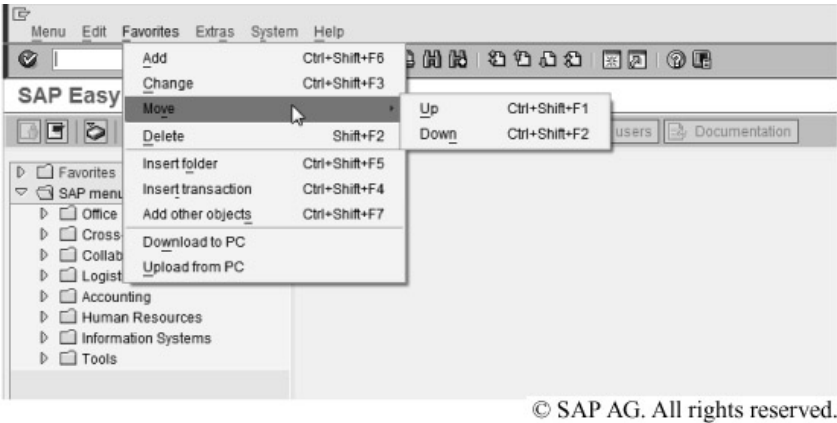 Menu Edit Favorites Extras System Help
Add Ctrl+Shift+F6
Change Ctrl+Shift+F3
SAP Easy
Move
Up Ctrl+Shift+F1
Delete Shift+F2
Down Ctrl+Shift+F2
users Documentation
Insert folder Ctrl+Shift+F5
Favorites
Insert transaction Ctrl+Shift+F4
SAP menu
Add other objects Ctrl+Shift+F7
Office
Cross
Download to PC
Collab
Upload from PC
Logist
Accounting
Human Resources
Information Systems
Tools
© SAP AG. All rights reserved.